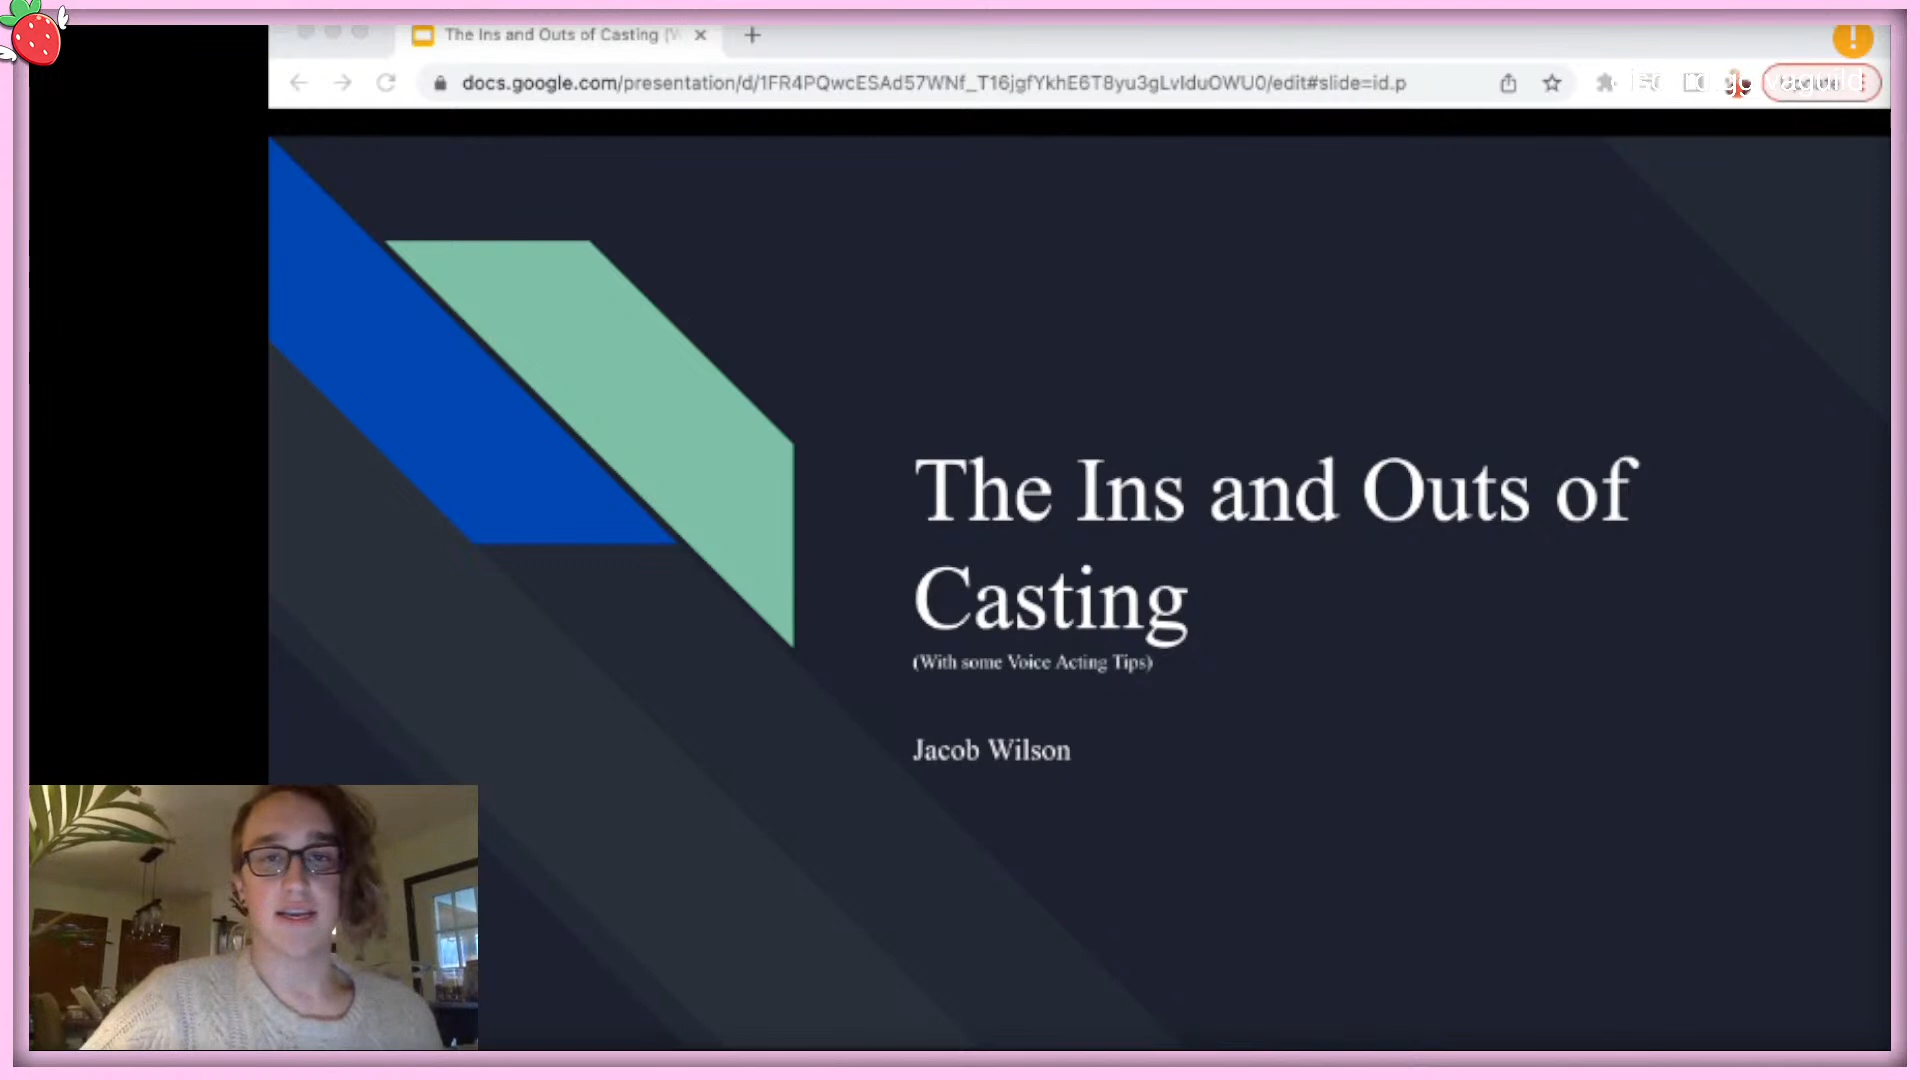 The Ins and Outs of Casting (W
docs.google.com/presentation/d/1FR4PQwcESAd57WNf_T16jgfYkhE6T8yu3gLvIduOWU0/edit#slide=id.p
The Ins and Outs of
Casting
(With some Voice Acting Tips)
Jacob Wilson